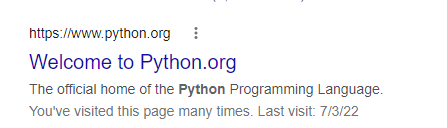 https://www.python.org
Welcome to Python.org
The official home of the Python Programming Language.
You've visited this page many times. Last visit: 7/3/22